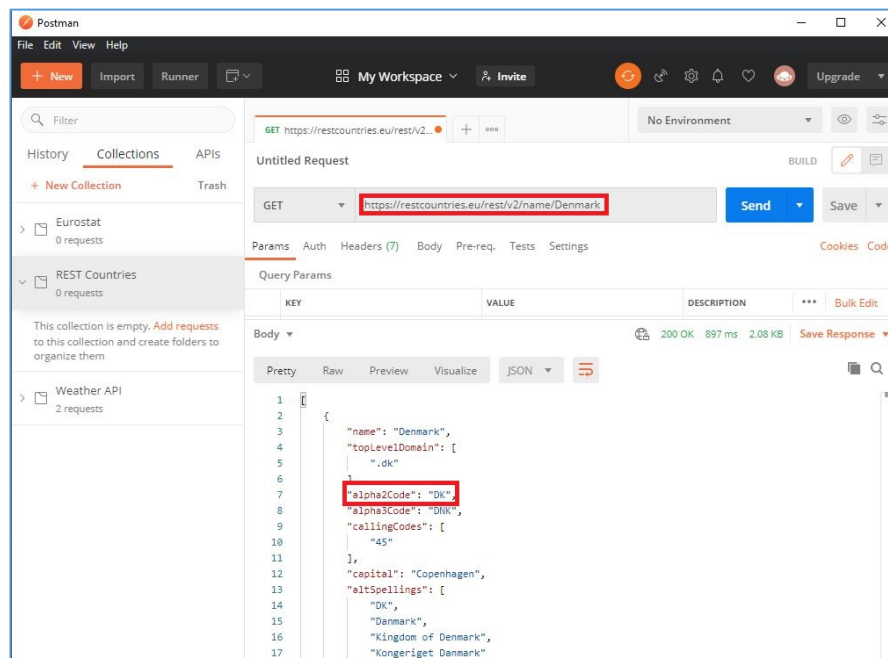 Postman
File Edit View Help
+ New Import Runner My Workspace Invite Upgrade
Filter
History Collections APIs
+ New Collection Trash
Eurostat
0 requests
REST Countries
0 requests
This collection is empty. Add requests
to this collection and create folders to
organize them
Weather API
2 requests
GET https://restcountries.eu/rest/v2... + ooo
No Environment
Untitled Request BUILD
GET https://restcountries.eu/rest/v2/name/Denmark Send Save
Params Auth Headers (7) Body Pre-req. Tests Settings Cookies Code
Query Params
KEY VALUE DESCRIPTION ••• Bulk Edit
Body 200 OK 897 ms 2.08 KB Save Response
Pretty Raw Preview Visualize JSON
1 [
2 {
3 "name": "Denmark",
4 "topLevelDomain": [
5 ".dk"
6 ]
7 "alpha2Code": "DK",
8 "alpha3Code": "DNK",
9 "callingCodes": [
10 "45"
11 ],
12 "capital": "Copenhagen",
13 "altSpellings": [
14 "DK",
15 "Danmark",
16 "Kingdom of Denmark",
17 "Kongeriget Danmark"